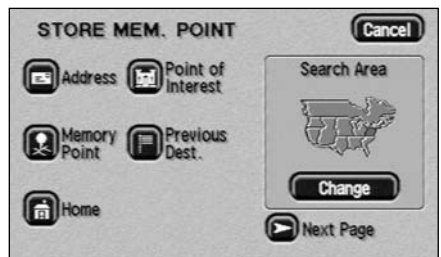 STORE MEM. POINT
Cancel
Address
Point of
Interest
Search Area
Memory
Point
Previous
Dest.
Change
Home
Next Page